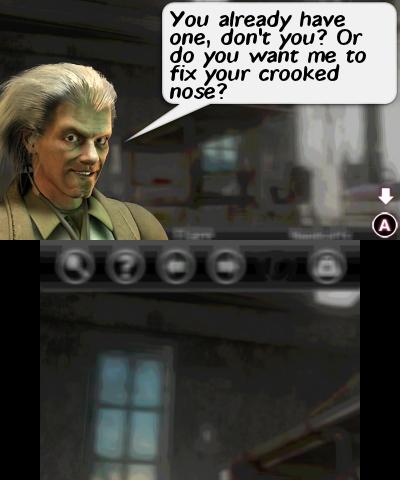 You already have
one, don't you? Or
do you want me to
fix your crooked
nose?
A
?